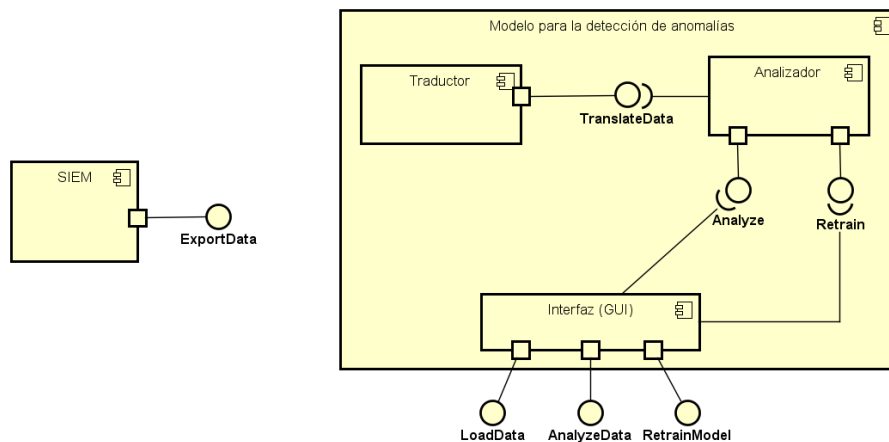 Modelo para la detección de anomalías
Traductor
Analizador
TranslateData
SIEM
ExportData
Analyze
Retrain
Interfaz (GUI)
LoadData
AnalyzeData
RetrainModel